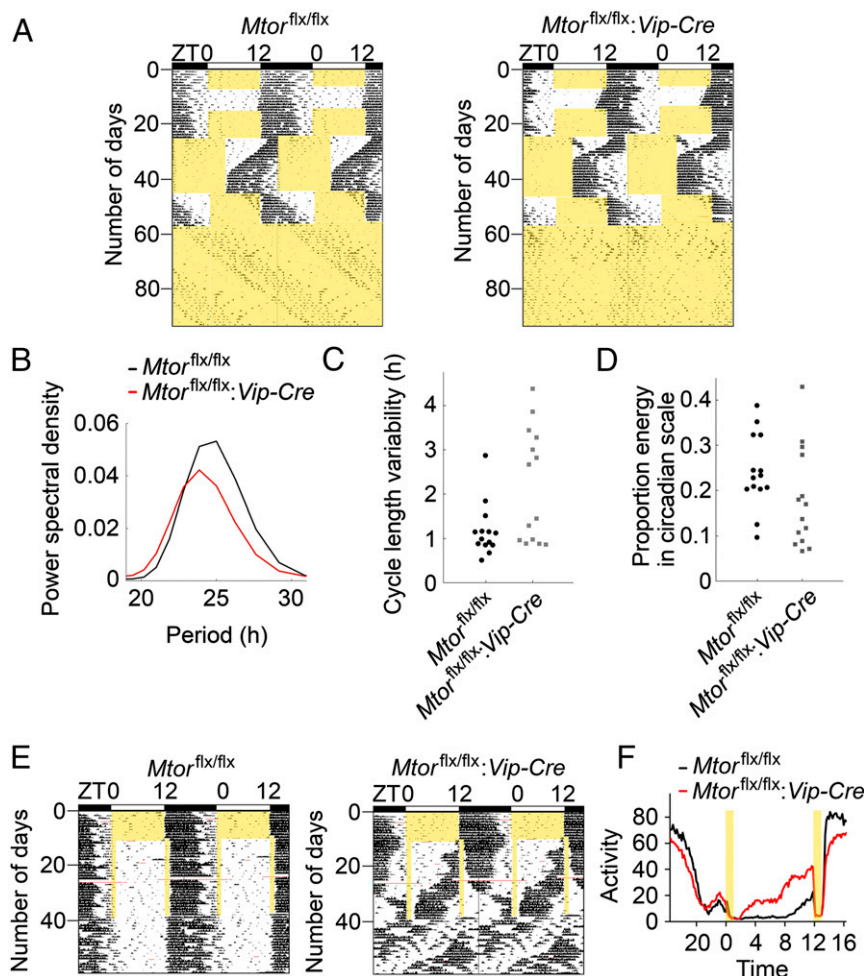 A
Mtor flx/flx
Mtor flx/flx:Vip-Cre
ZT0 12 0 12
ZT0 12 0 12
Number of days
0
20
40
60
80
Number of days
0
20
40
60
80
B
Mtor flx/flx
Mtor flx/flx:Vip-Cre
Power spectral density
0.06
0.04
0.02
0
20 25 30
Period (h)
C
Cycle length variability (h)
4
3
2
1
0
Mtor flx/flx
Mtor flx/flx:Vip-Cre
D
Proportion energy
in circadian scale
0.4
0.3
0.2
0.1
0
Mtor flx/flx
Mtor flx/flx:Vip-Cre
E
Mtor flx/flx
Mtor flx/flx:Vip-Cre
ZT0 12 0 12
ZT0 12 0 12
Number of days
0
20
40
Number of days
0
20
40
F
Mtor flx/flx
Mtor flx/flx:Vip-Cre
Activity
80
60
40
20
0
20 0 4 8 12 16
Time